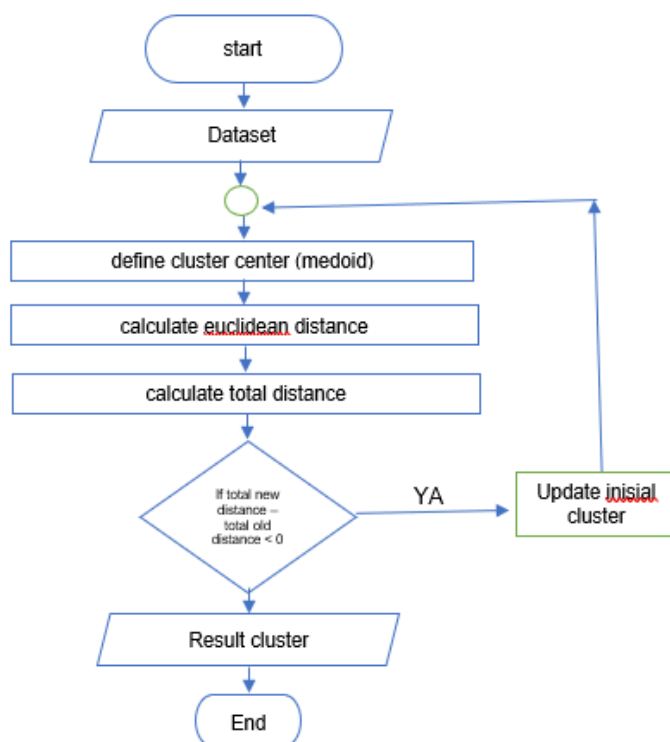 start
Dataset
define cluster center (medoid)
calculate euclidean distance
calculate total distance
If total new
distance –
total old
distance < 0
YA
Update inisial
cluster
Result cluster
End